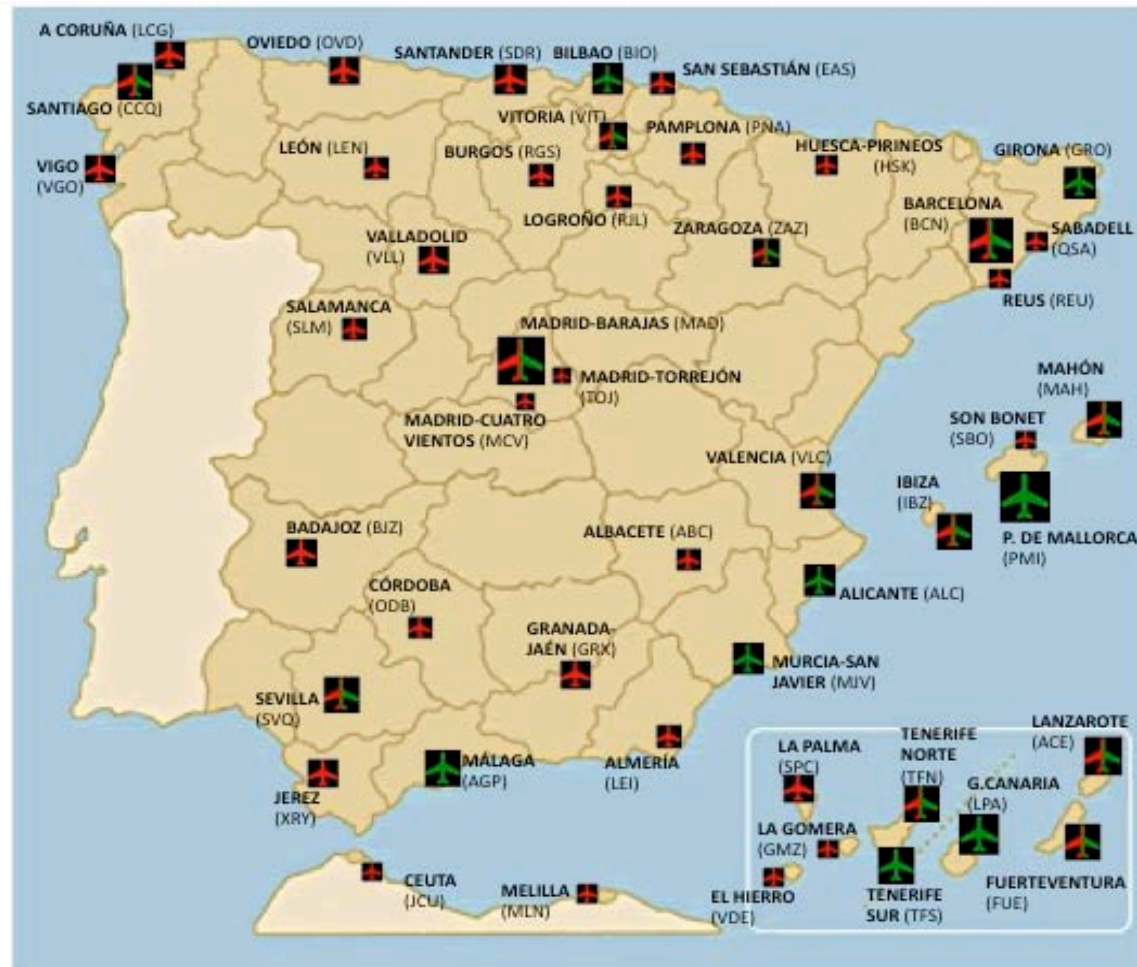 A CORUÑA (LCG)
OVIEDO (OVD)
SANTANDER (SDR)
BILBAO (BIO)
SAN SEBASTIÁN (EAS)
SANTIAGO (CCQ)
VITORIA (VIT)
PAMPLONA (PNA)
LEÓN (LEN)
BURGOS (RGS)
HUESCA-PIRINEOS
(HSK)
GIRONA (GRO)
VIGO
(VGO)
LOGROÑO (RJL)
BARCELONA
(BCN)
ZARAGOZA (ZAZ)
SABADELL
(QSA)
VALLADOLID
(VLL)
REUS (REU)
SALAMANCA
(SLM)
MADRID-BARAJAS (MAD)
MADRID-TORREJÓN
(TOJ)
MAHÓN
(MAH)
MADRID-CUATRO
VIENTOS (MCV)
SON BONET
(SBO)
VALENCIA (VLC)
IBIZA
(IBZ)
BADAJOZ (BJZ)
ALBACETE (ABC)
P. DE MALLORCA
(PMI)
CÓRDOBA
(ODB)
ALICANTE (ALC)
GRANADA-
JAÉN (GRX)
MURCIA-SAN
JAVIER (MJV)
SEVILLA
(SVQ)
MÁLAGA
(AGP)
ALMERÍA
(LEI)
JEREZ
(XRY)
LA PALMA
(SPC)
TENERIFE
NORTE
(TFN)
LANZAROTE
(ACE)
G.CANARIA
(LPA)
LA GOMERA
(GMZ)
CEUTA
(JCU)
MELILLA
(MLN)
EL HIERRO
(VDE)
TENERIFE
SUR (TFS)
FUERTEVENTURA
(FUE)